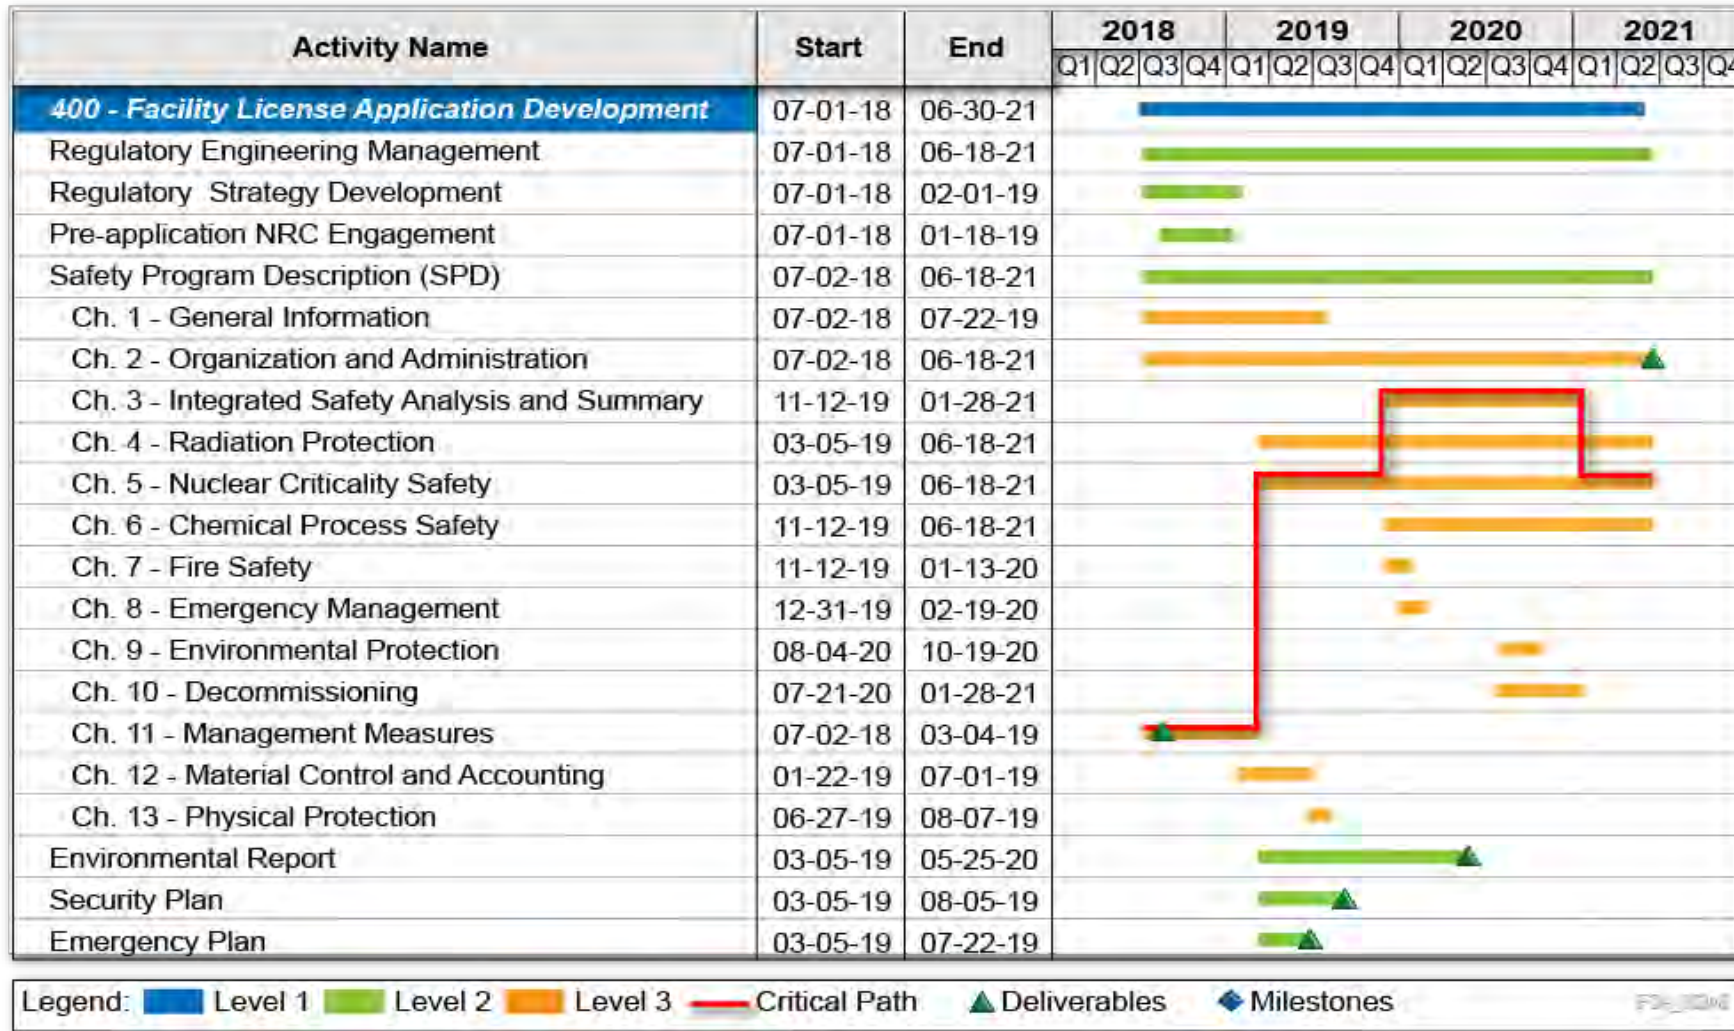 Activity Name Start End 2018 2019 2020 2021
Q1 Q2 Q3 Q4 Q1 Q2 Q3 Q4 Q1 Q2 Q3 Q4 Q1 Q2 Q3 Q4
400 - Facility License Application Development 07-01-18 06-30-21
Regulatory Engineering Management 07-01-18 06-18-21
Regulatory Strategy Development 07-01-18 02-01-19
Pre-application NRC Engagement 07-01-18 01-18-19
Safety Program Description (SPD) 07-02-18 06-18-21
Ch. 1 - General Information 07-02-18 07-22-19
Ch. 2 - Organization and Administration 07-02-18 06-18-21
Ch. 3 - Integrated Safety Analysis and Summary 11-12-19 01-28-21
Ch. 4 - Radiation Protection 03-05-19 06-18-21
Ch. 5 - Nuclear Criticality Safety 03-05-19 06-18-21
Ch. 6 - Chemical Process Safety 11-12-19 06-18-21
Ch. 7 - Fire Safety 11-12-19 01-13-20
Ch. 8 - Emergency Management 12-31-19 02-19-20
Ch. 9 - Environmental Protection 08-04-20 10-19-20
Ch. 10 - Decommissioning 07-21-20 01-28-21
Ch. 11 - Management Measures 07-02-18 03-04-19
Ch. 12 - Material Control and Accounting 01-22-19 07-01-19
Ch. 13 - Physical Protection 06-27-19 08-07-19
Environmental Report 03-05-19 05-25-20
Security Plan 03-05-19 08-05-19
Emergency Plan 03-05-19 07-22-19
Legend: Level 1 Level 2 Level 3 Critical Path Deliverables Milestones